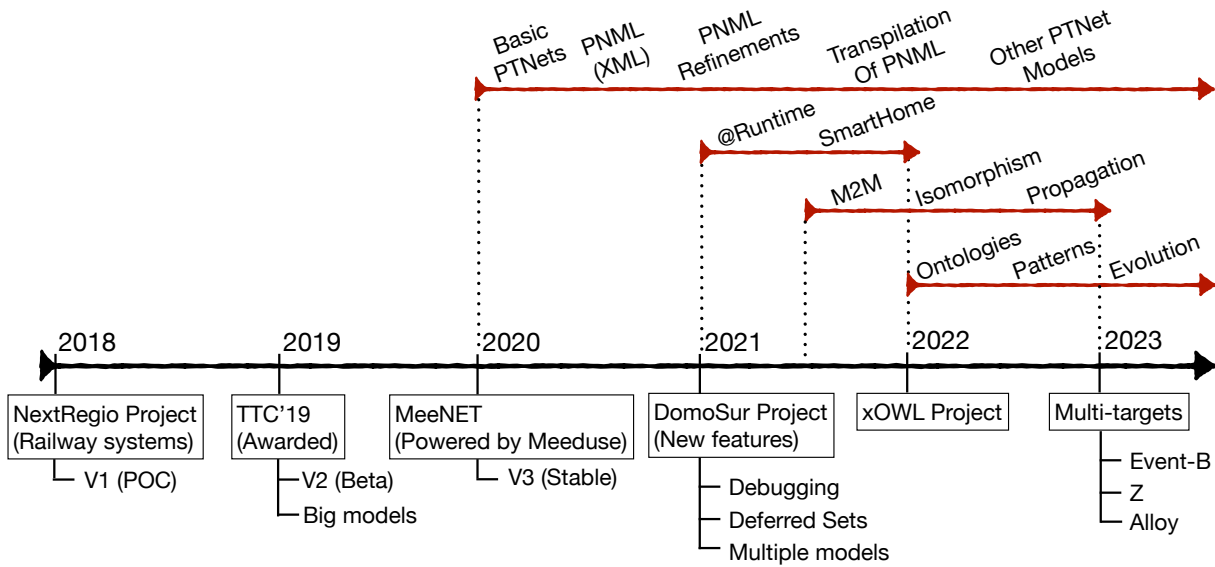 Basic
PTNets
PNML
(XML)
PNML
Refinements
Transpilation
Of PNML
Other PTNet
Models
@Runtime
SmartHome
M2M
Isomorphism
Propagation
Ontologies
Patterns
Evolution
2018
2019
2020
2021
2022
2023
NextRegio Project
(Railway systems)
V1 (POC)
TTC'19
(Awarded)
V2 (Beta)
Big models
MeeNET
(Powered by Meeduse)
V3 (Stable)
DomoSur Project
(New features)
Debugging
Deferred Sets
Multiple models
xOWL Project
Multi-targets
Event-B
Z
Alloy